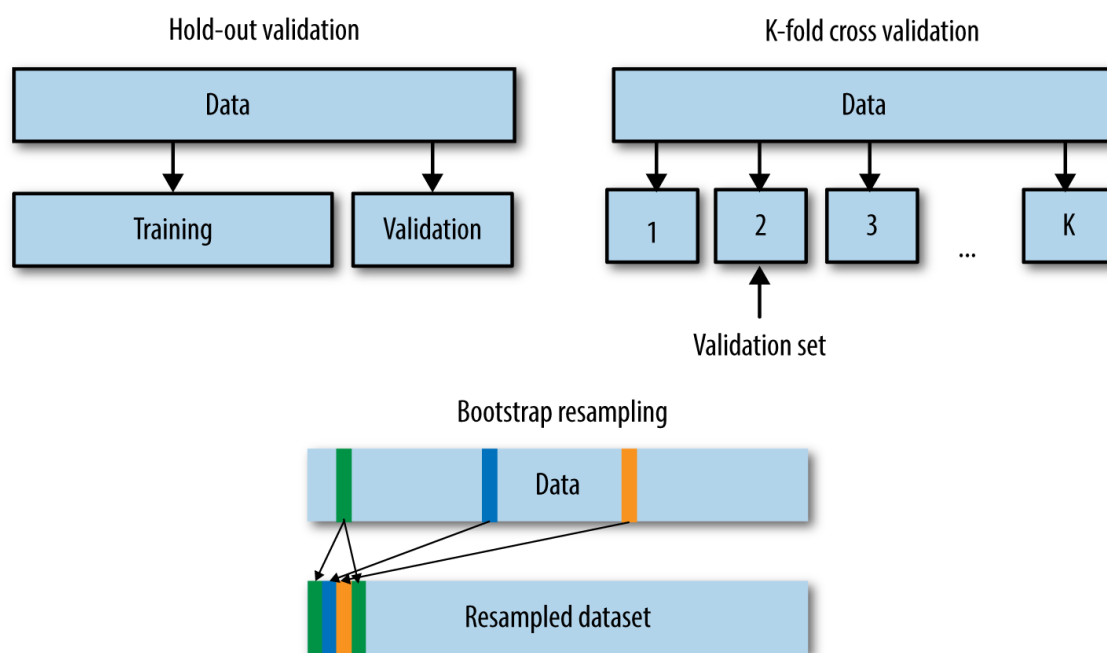 Hold-out validation
Data
Training
Validation
K-fold cross validation
Data
1
2
3
...
K
Validation set
Bootstrap resampling
Data
Resampled dataset